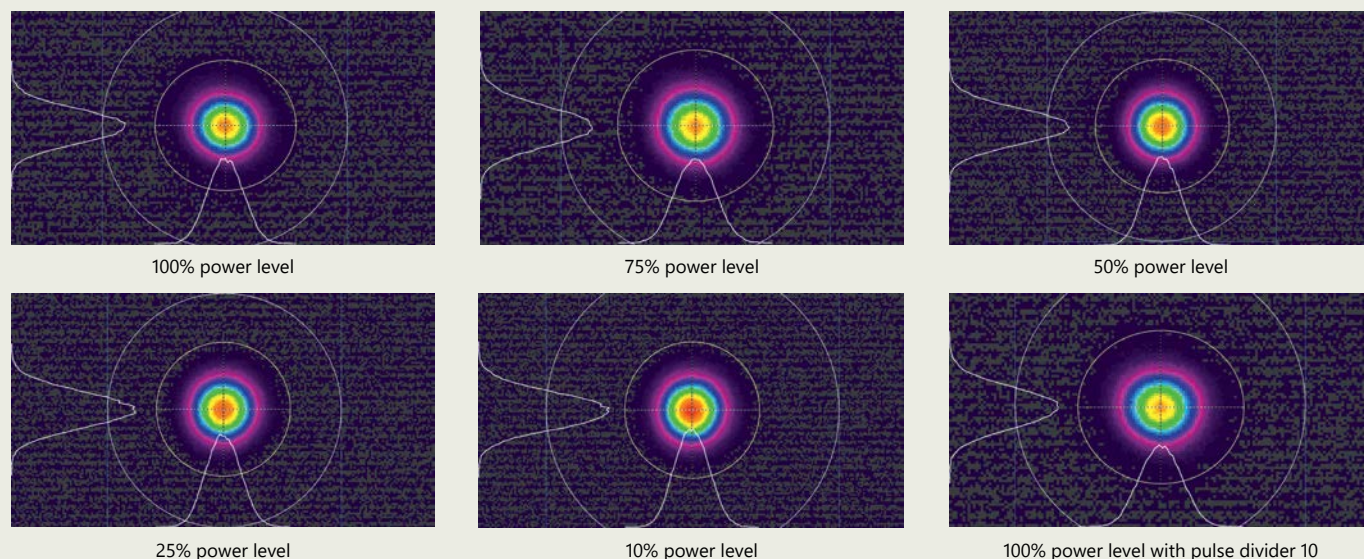 100% power level
75% power level
50% power level
25% power level
10% power level
100% power level with pulse divider 10